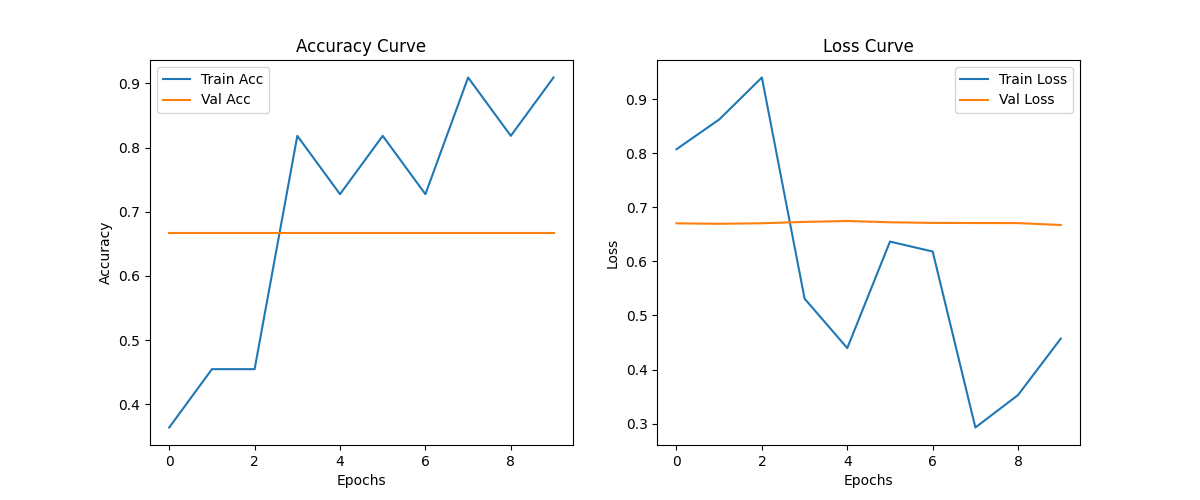 Accuracy Curve
Train Acc
Val Acc
0.9
0.8
0.7
0.6
0.5
0.4
Accuracy
0
2
4
6
8
Epochs
Loss Curve
Train Loss
Val Loss
0.9
0.8
0.7
0.6
0.5
0.4
0.3
Loss
0
2
4
6
8
Epochs